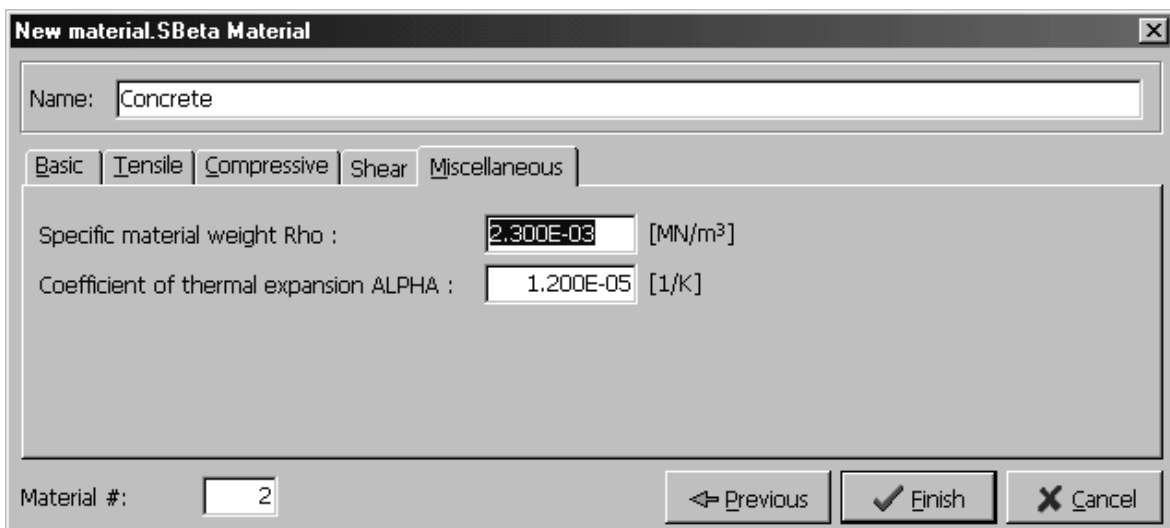 New material.SBeta Material
Name: Concrete
Basic Tensile Compressive Shear Miscellaneous
Specific material weight Rho : 2.300E-03 [MN/m³]
Coefficient of thermal expansion ALPHA : 1.200E-05 [1/K]
Material #: 2 Previous Finish Cancel